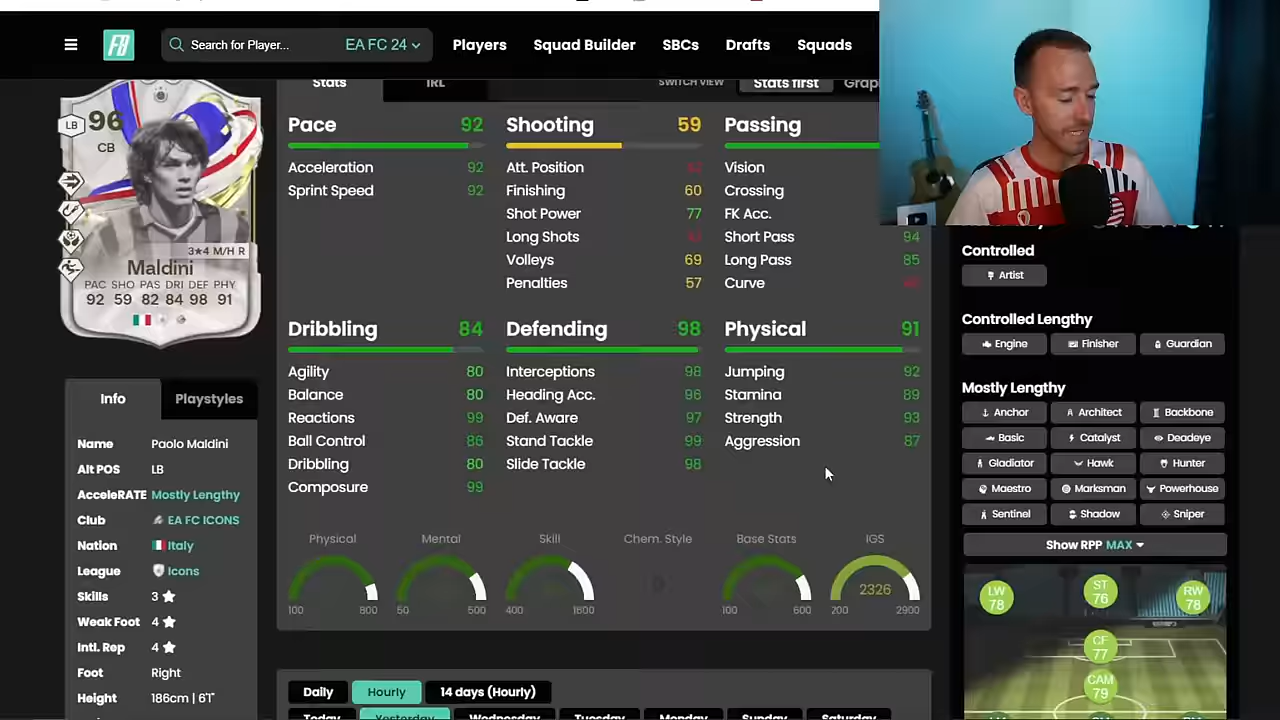 Search for Player...
EA FC 24
Players
Squad Builder
SBCs
Drafts
Squads
Stats
IRL
SWITCH VIEW
Stats first
LB
96
CB
3★4 M/H R
Maldini
PAC SHO PAS DRI DEF PHY
92 59 82 84 98 91
Pace 92
Acceleration 92
Sprint Speed 92
Shooting 59
Att. Position
Finishing 60
Shot Power 77
Long Shots
Volleys 69
Penalties 57
Passing
Vision
Crossing
FK Acc.
Short Pass 94
Long Pass 85
Curve
Dribbling 84
Agility 80
Balance 80
Reactions 99
Ball Control 86
Dribbling 80
Composure 99
Defending 98
Interceptions 98
Heading Acc. 96
Def. Aware 97
Stand Tackle 99
Slide Tackle 98
Physical 91
Jumping 92
Stamina 89
Strength 93
Aggression 87
Physical
100 800
Mental
50 500
Skill
400 1800
Chem. Style
Base Stats
100 600
IGS
2326
200 2900
Info
Playstyles
Name Paolo Maldini
Alt POS LB
AcceleRATE Mostly Lengthy
Club EA FC ICONS
Nation Italy
League Icons
Skills 3 ★
Weak Foot 4 ★
Intl. Rep 4 ★
Foot Right
Height 186cm | 6'1"
Daily
Hourly
14 days (Hourly)
Today
Yesterday
Wednesday
Tuesday
Monday
Sunday
Saturday
Controlled
Artist
Controlled Lengthy
Engine
Finisher
Guardian
Mostly Lengthy
Anchor
Architect
Backbone
Basic
Catalyst
Deadeye
Gladiator
Hawk
Hunter
Maestro
Marksman
Powerhouse
Sentinel
Shadow
Sniper
Show RPP MAX
LW
78
ST
76
RW
78
CF
77
CAM
79